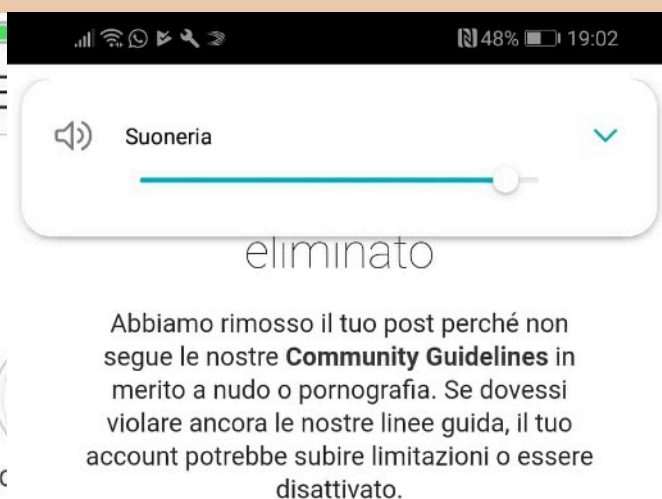 48% 19:02
Suoneria
eliminato
Abbiamo rimosso il tuo post perché non
segue le nostre Community Guidelines in
merito a nudo o pornografia. Se dovessi
violare ancora le nostre linee guida, il tuo
account potrebbe subire limitazioni o essere
disattivato.